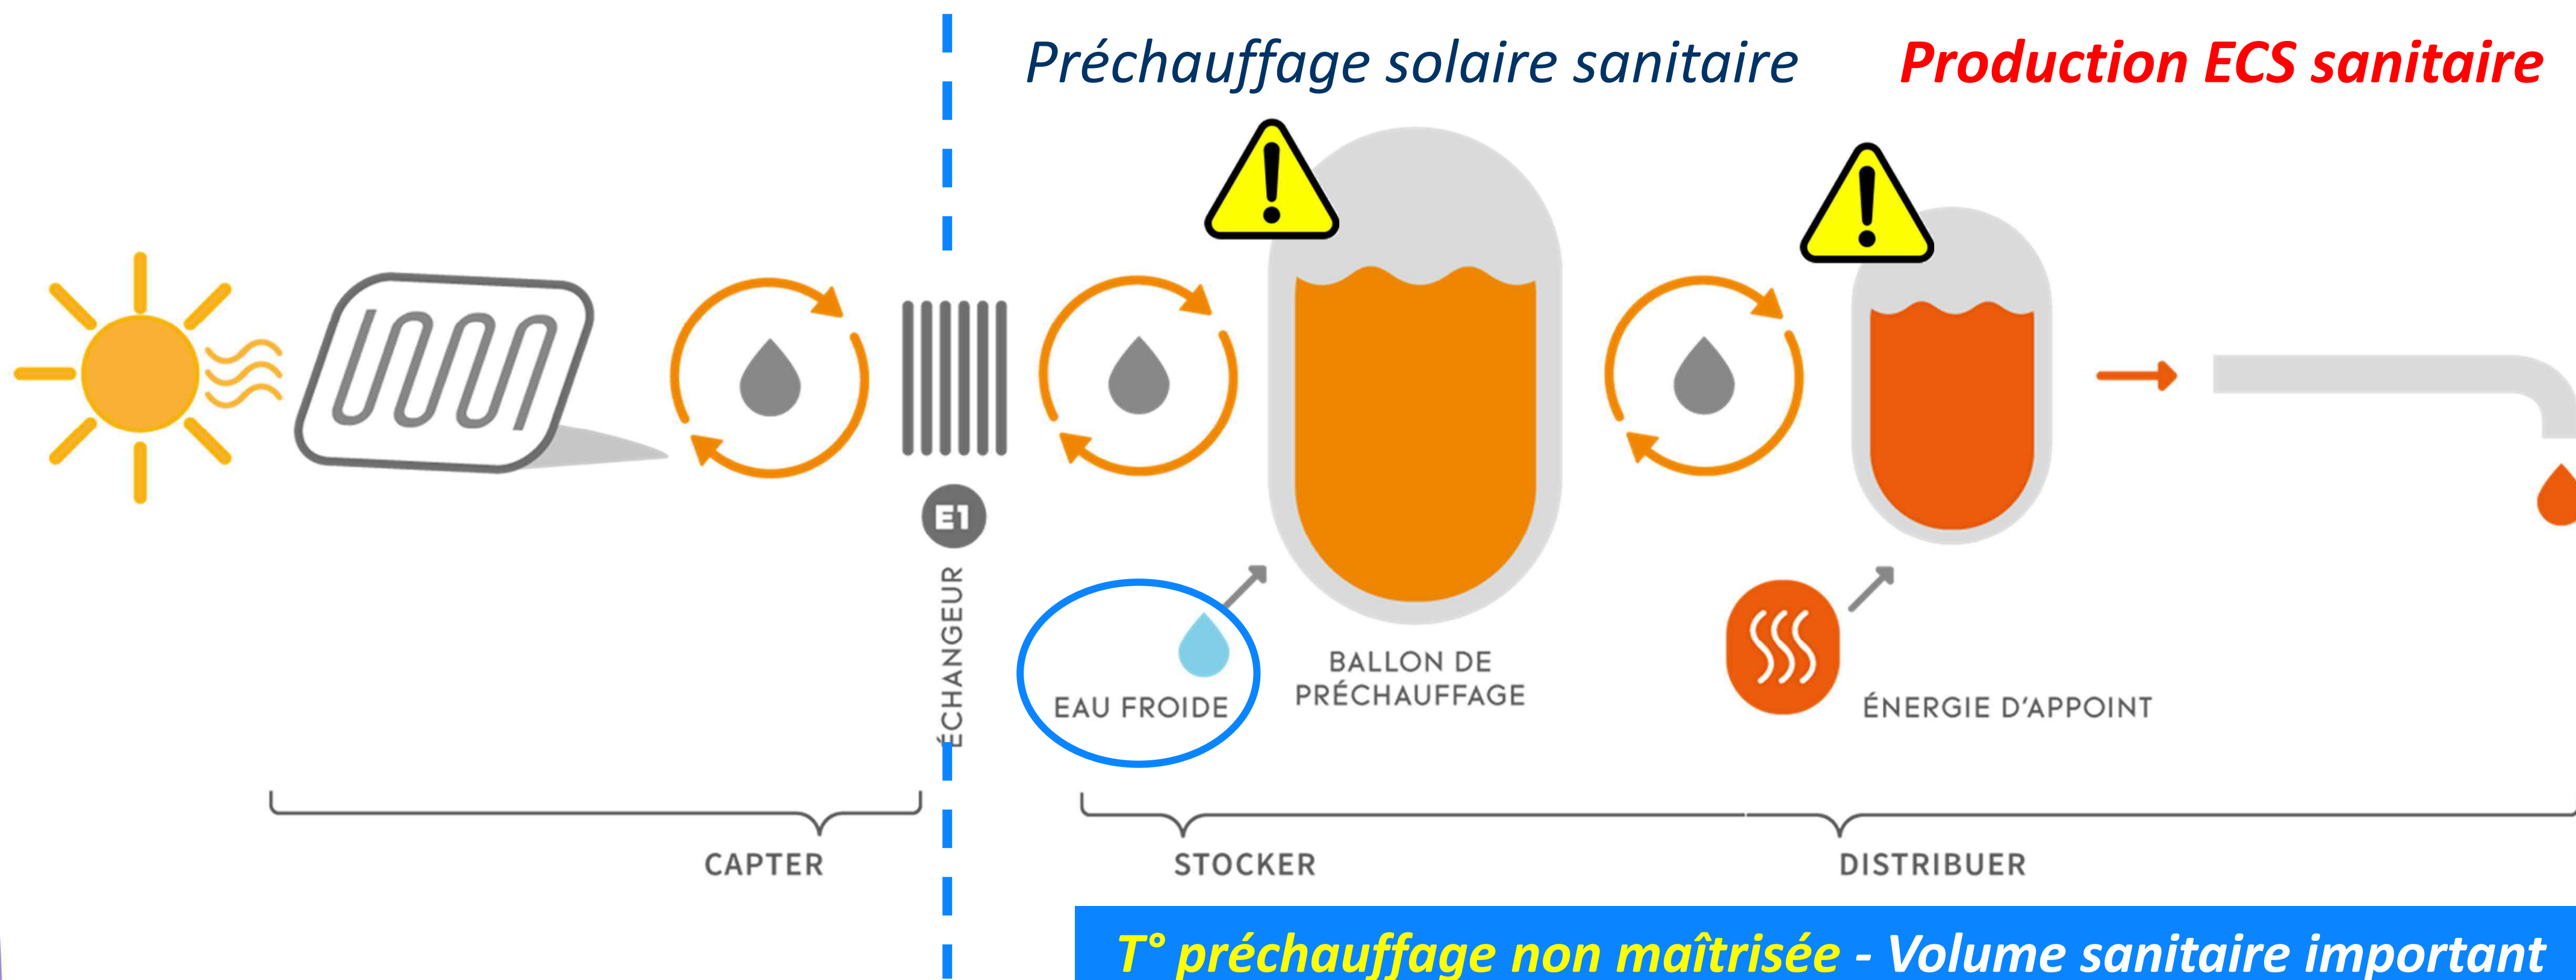 Préchauffage solaire sanitaire
Production ECS sanitaire
E1
ÉCHANGEUR
EAU FROIDE
BALLON DE
PRÉCHAUFFAGE
ÉNERGIE D'APPOINT
CAPTER
STOCKER
DISTRIBUER
T° préchauffage non maîtrisée - Volume sanitaire important